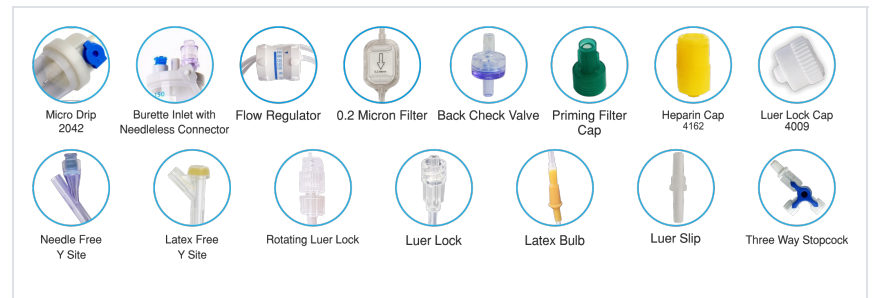 Micro Drip
2042
Burette Inlet with
Needleless Connector
Flow Regulator
0.2 Micron Filter
Back Check Valve
Priming Filter
Cap
Heparin Cap
4162
Luer Lock Cap
4009
Needle Free
Y Site
Latex Free
Y Site
Rotating Luer Lock
Luer Lock
Latex Bulb
Luer Slip
Three Way Stopcock